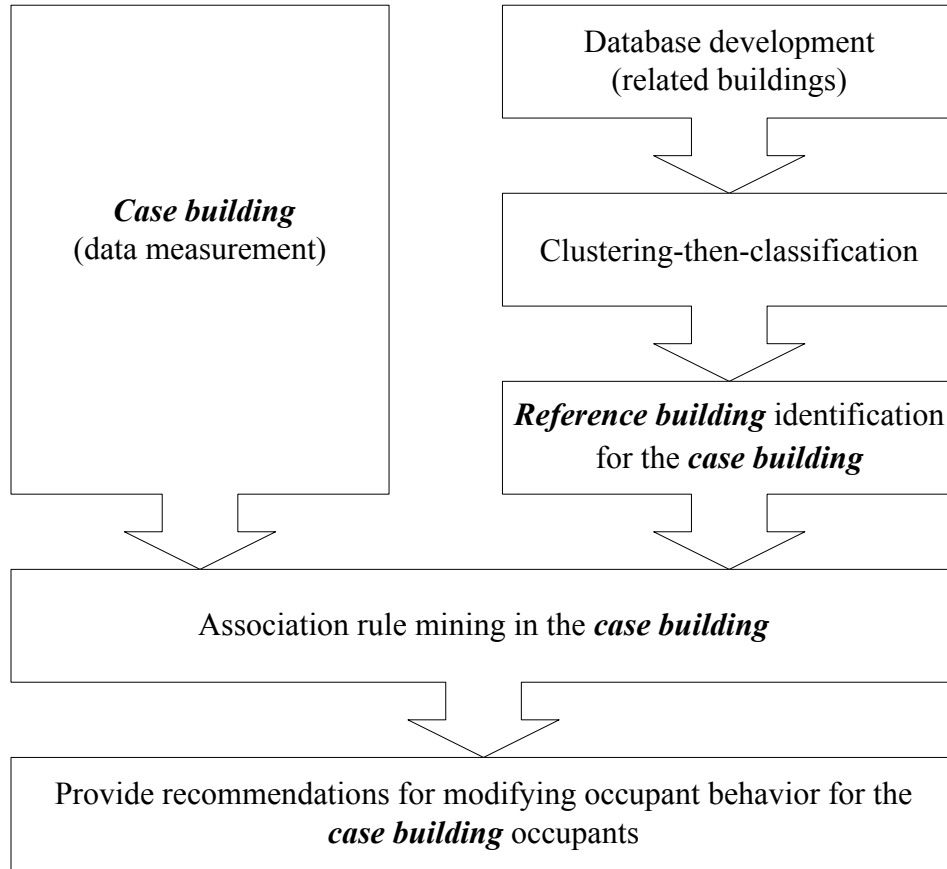 Case building
(data measurement)
Database development
(related buildings)
Clustering-then-classification
Reference building identification
for the case building
Association rule mining in the case building
Provide recommendations for modifying occupant behavior for the
case building occupants